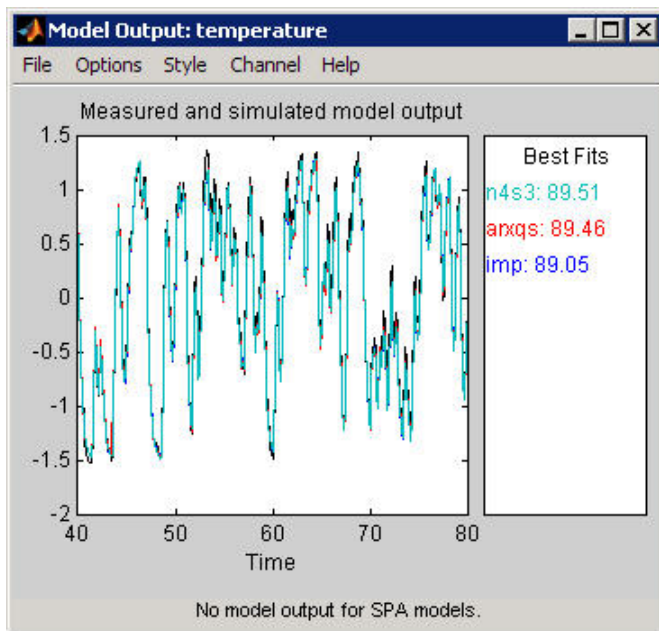 Model Output: temperature
File Options Style Channel Help
Measured and simulated model output
1.5
1
0.5
0
-0.5
-1
-1.5
-2
40 50 60 70 80
Time
Best Fits
n4s3: 89.51
arxqs: 89.46
imp: 89.05
No model output for SPA models.